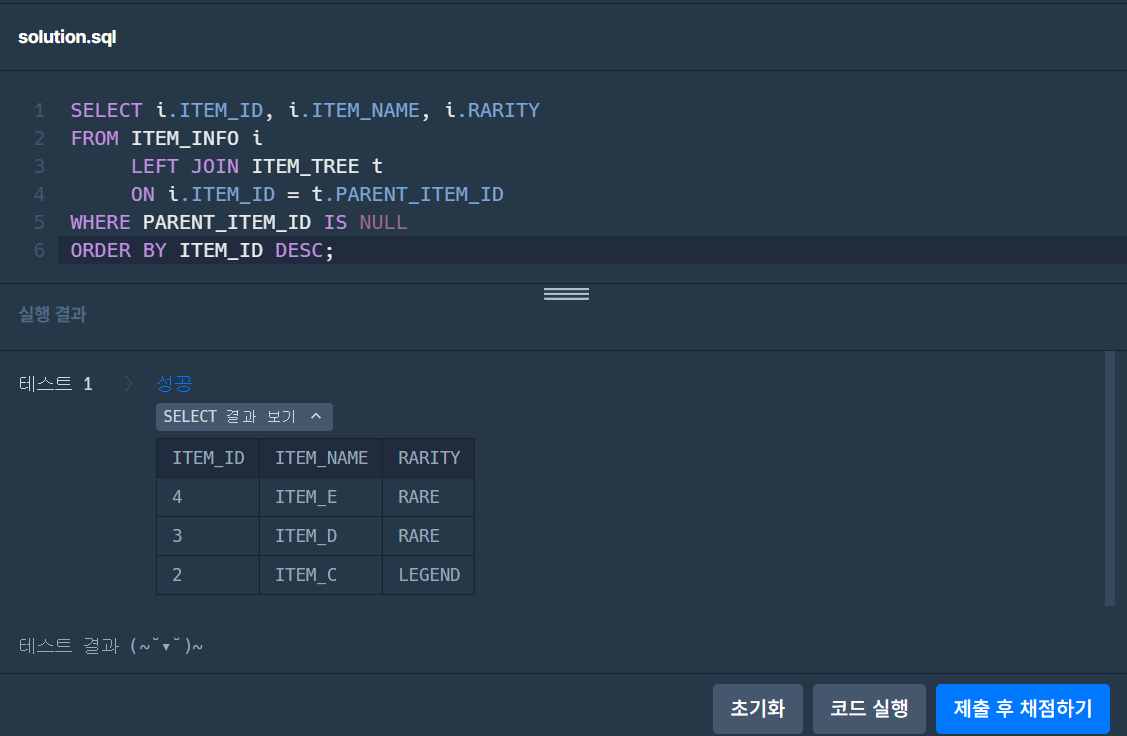 solution.sql
1 SELECT i.ITEM_ID, i.ITEM_NAME, i.RARITY
2 FROM ITEM_INFO i
3 LEFT JOIN ITEM_TREE t
4 ON i.ITEM_ID = t.PARENT_ITEM_ID
5 WHERE PARENT_ITEM_ID IS NULL
6 ORDER BY ITEM_ID DESC;
실행 결과
테스트 1 〉 성공
SELECT 결과 보기 ^
ITEM_ID ITEM_NAME RARITY
4 ITEM_E RARE
3 ITEM_D RARE
2 ITEM_C LEGEND
테스트 결과 (~˘▾˘)~
초기화 코드 실행 제출 후 채점하기